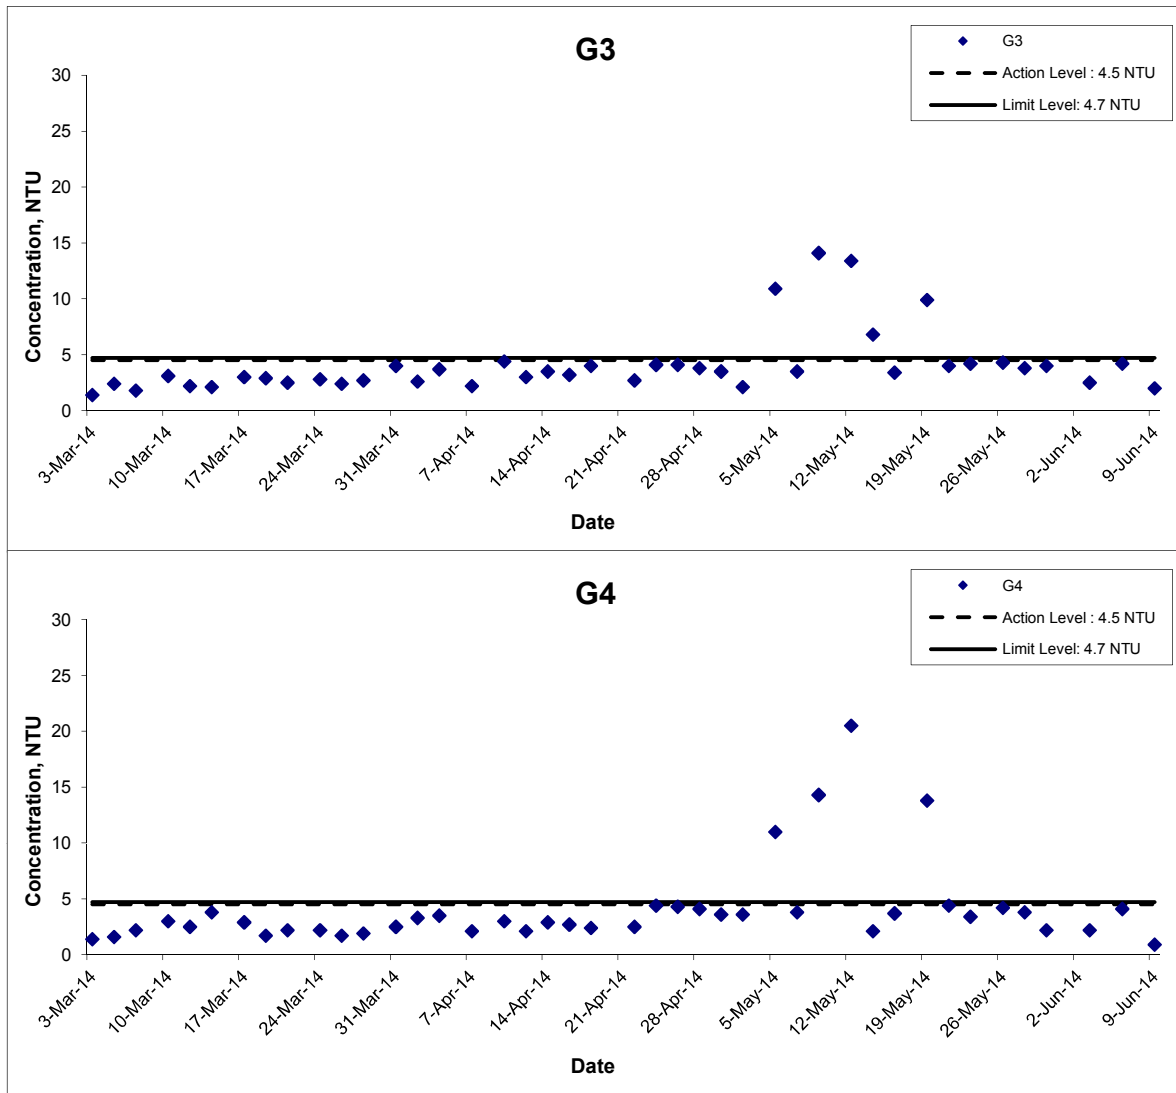 G3
G3
Action Level : 4.5 NTU
Limit Level: 4.7 NTU
Concentration, NTU
30
25
20
15
10
5
0
3-Mar-14
10-Mar-14
17-Mar-14
24-Mar-14
31-Mar-14
7-Apr-14
14-Apr-14
21-Apr-14
28-Apr-14
5-May-14
12-May-14
19-May-14
26-May-14
2-Jun-14
9-Jun-14
Date
G4
G4
Action Level : 4.5 NTU
Limit Level: 4.7 NTU
Concentration, NTU
30
25
20
15
10
5
0
3-Mar-14
10-Mar-14
17-Mar-14
24-Mar-14
31-Mar-14
7-Apr-14
14-Apr-14
21-Apr-14
28-Apr-14
5-May-14
12-May-14
19-May-14
26-May-14
2-Jun-14
9-Jun-14
Date